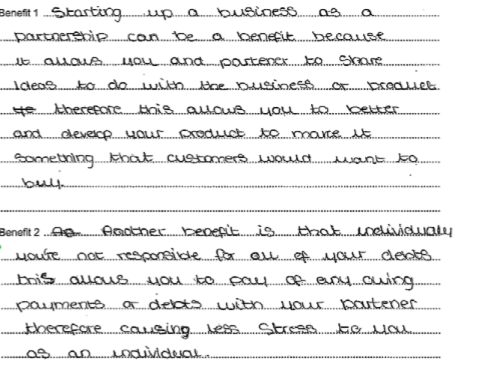 Benefit 1 Starting up a business as a
partnership can be a benefit because
it allows you and partener to share
ideas to do with the business or product
therefore this allows you to better
and develop your product to make it
something that customers would want to
buy.
Benefit 2 Another benefit is that individualy
you're not responsible for all of your debts
this allows you to pay of any owing
payments or debts with your partener
therefore causing less stress to you
as an individual.